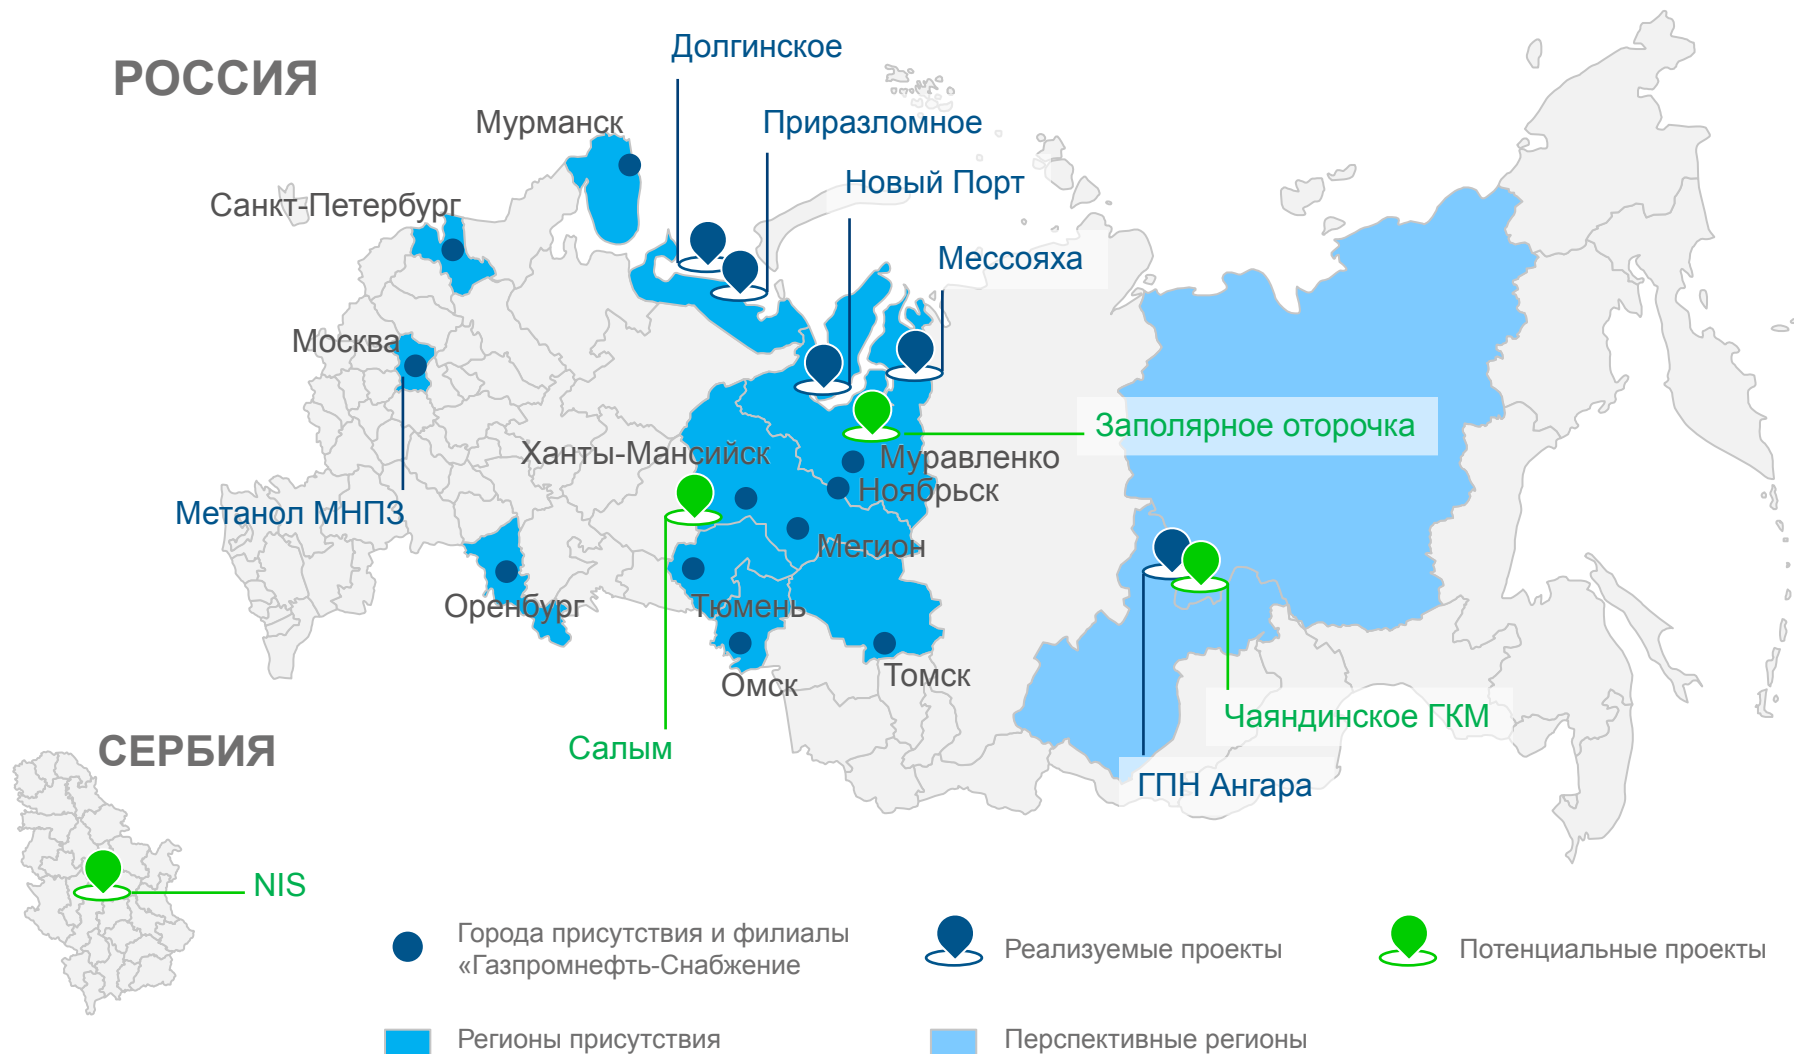 РОССИЯ
Долгинское
Приразломное
Мурманск
Новый Порт
Санкт-Петербург
Мессояха
Москва
Заполярное оторочка
Ханты-Мансийск
Муравленко
Ноябрьск
Метанол МНПЗ
Мегион
Оренбург
Тюмень
Омск
Томск
Чаяндинское ГКМ
Салым
СЕРБИЯ
ГПН Ангара
NIS
Города присутствия и филиалы
«Газпромнефть-Снабжение
Реализуемые проекты
Потенциальные проекты
Регионы присутствия
Перспективные регионы